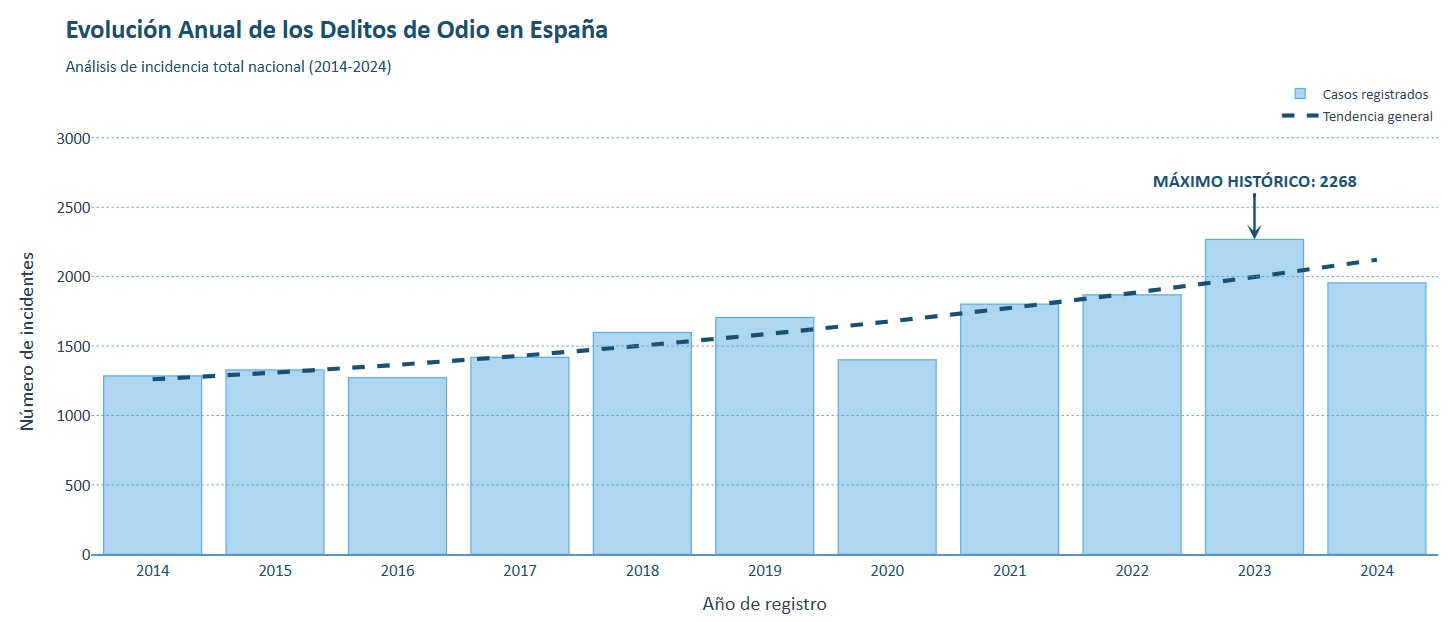 Evolución Anual de los Delitos de Odio en España
Análisis de incidencia total nacional (2014-2024)
Casos registrados
Tendencia general
MÁXIMO HISTÓRICO: 2268
3000
2500
2000
1500
1000
500
0
Número de incidentes
2014 2015 2016 2017 2018 2019 2020 2021 2022 2023 2024
Año de registro